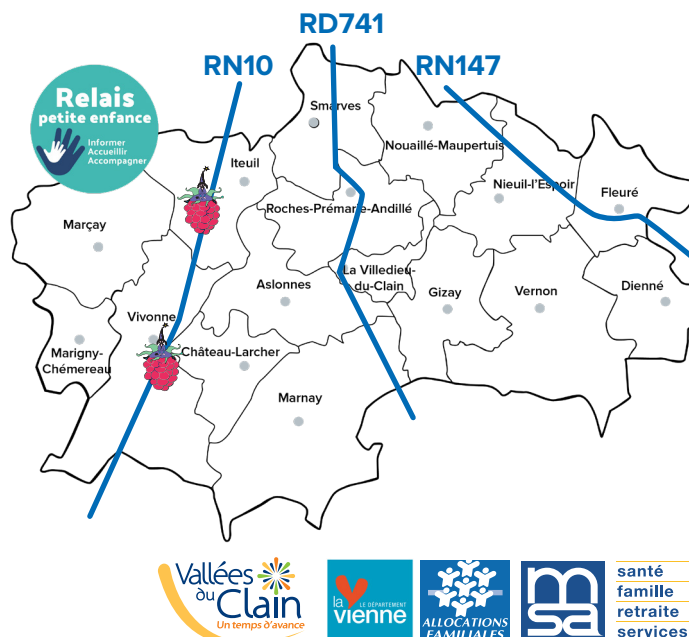 RD741
RN10
RN147
Relais
petite enfance
Informer
Accueillir
Accompagner
Smarves
Nouaillé-Maupertuis
Iteuil
Nieuil-l'Espoir
Fleuré
Roches-Prémarie-Andillé
Marçay
La Villedieu-
du-Clain
Aslonnes
Gizay
Vernon
Dienné
Vivonne
Marigny-
Chémereau
Château-Larcher
Marnay
Vallées
du
Clain
Un temps d'avance
la
vienne
LE DÉPARTEMENT
ALLOCATIONS
FAMILIALES
msa
santé
famille
retraite
services